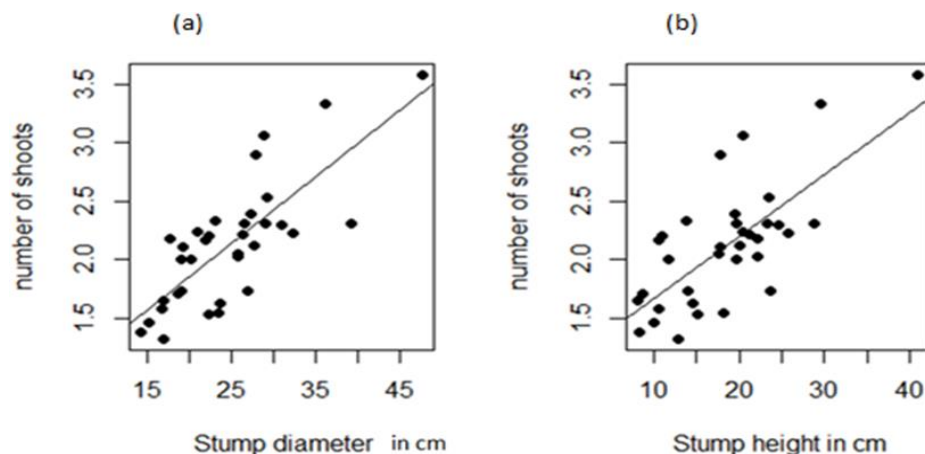 (a)
number of shoots
3.5
3.0
2.5
2.0
1.5
15 25 35 45
Stump diameter in cm
(b)
number of shoots
3.5
3.0
2.5
2.0
1.5
10 20 30 40
Stump height in cm